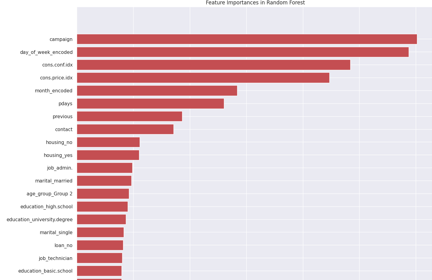 Feature Importances in Random Forest
campaign
day_of_week_encoded
cons.conf.idx
cons.price.idx
month_encoded
pdays
previous
contact
housing_no
housing_yes
job_admin.
marital_married
age_group_Group 2
education_high.school
education_university.degree
marital_single
loan_no
job_technician
education_basic.school